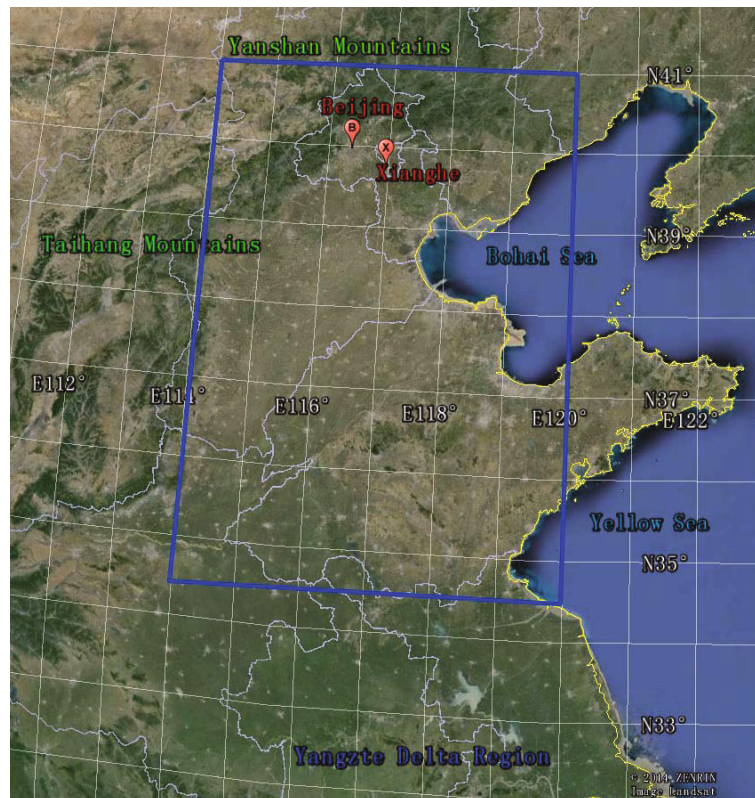 Yanshan Mountains
N41°
Beijing
B
X
Xianghe
Taihang Mountains
N39°
Bohai Sea
E112°
E114°
E116°
E118°
E120°
N37°
E122°
Yellow Sea
N35°
N33°
Yangzte Delta Region
© 2014 ZENRIN
Image Landsat